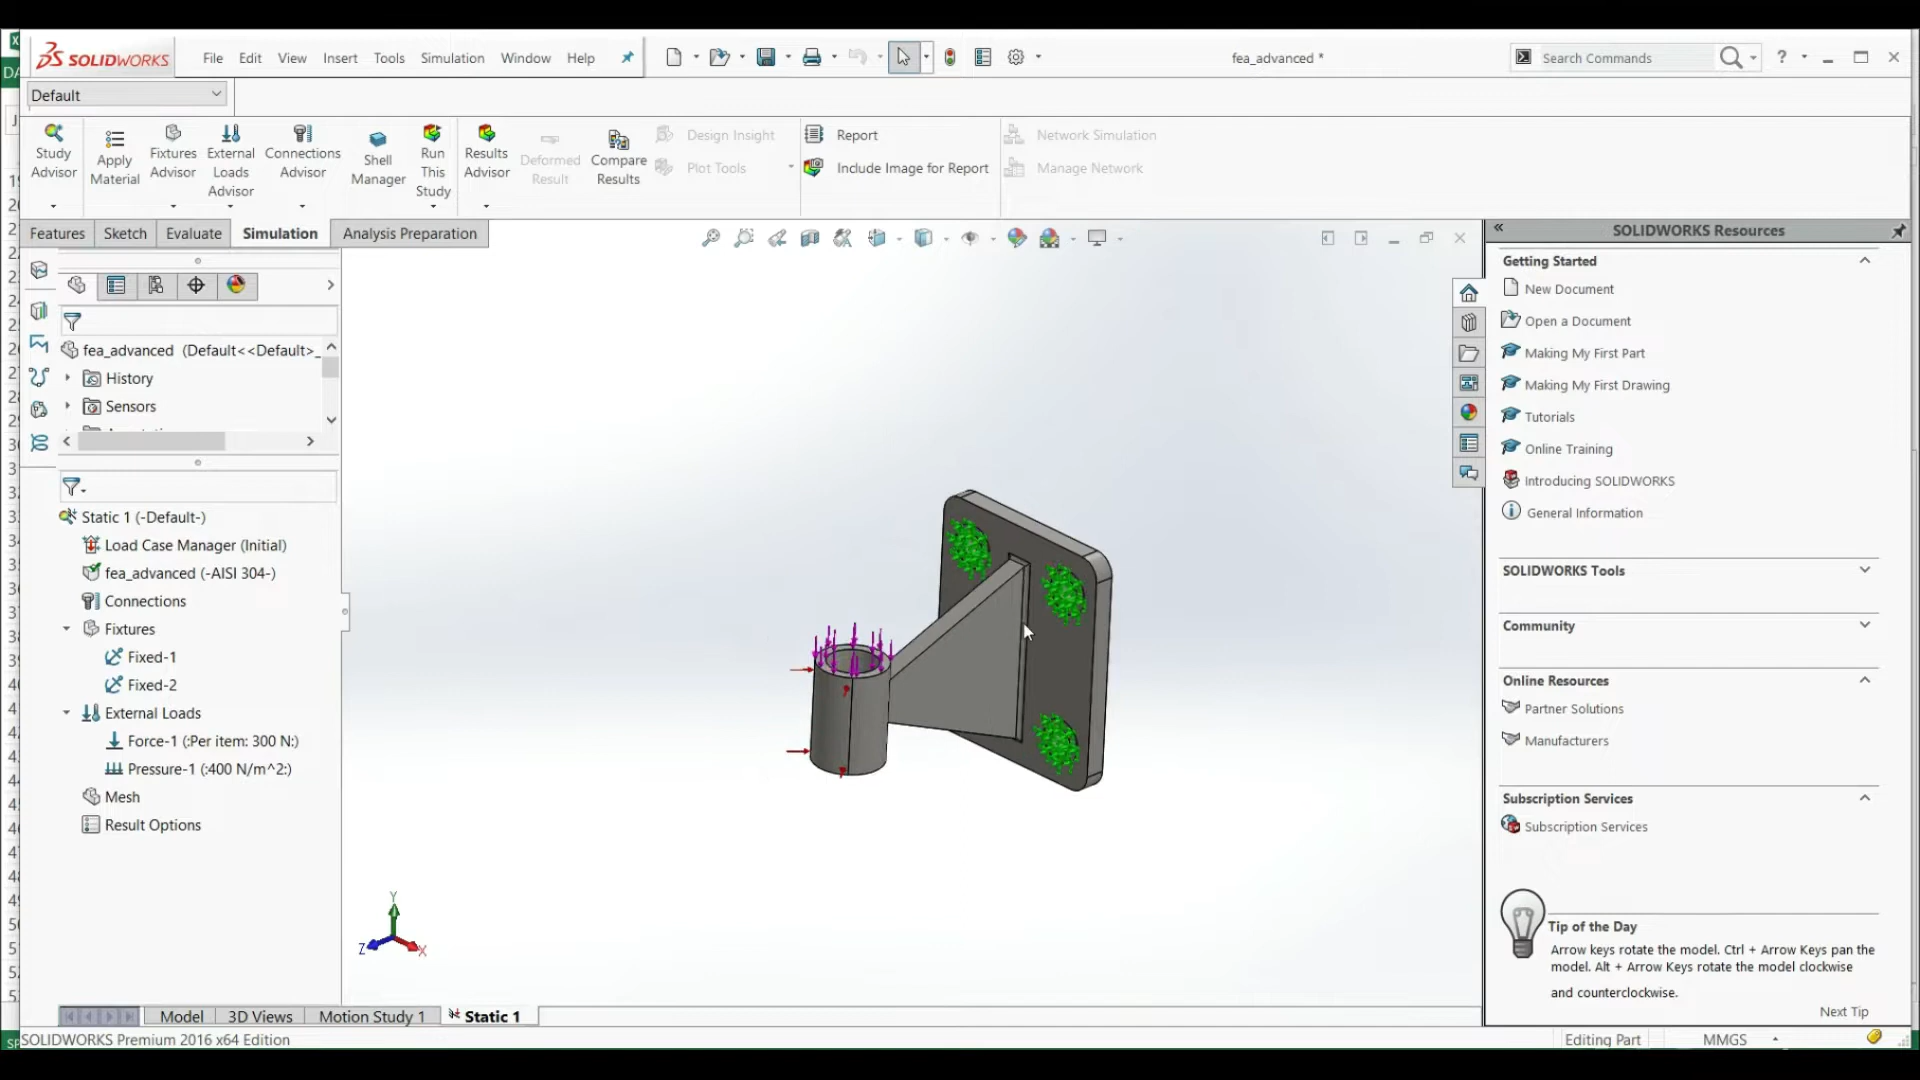 SOLIDWORKS
File Edit View Insert Tools Simulation Window Help
fea_advanced *
Search Commands
Default
Study Advisor
Apply Material
Fixtures Advisor
External Loads Advisor
Connections Advisor
Shell Manager
Run This Study
Results Advisor
Deformed Result
Compare Results
Design Insight
Plot Tools
Report
Include Image for Report
Network Simulation
Manage Network
Features Sketch Evaluate Simulation Analysis Preparation
fea_advanced (Default<<Default>_
History
Sensors
Static 1 (-Default-)
Load Case Manager (Initial)
fea_advanced (-AISI 304-)
Connections
Fixtures
Fixed-1
Fixed-2
External Loads
Force-1 (:Per item: 300 N:)
Pressure-1 (:400 N/m^2:)
Mesh
Result Options
Y
Z
X
SOLIDWORKS Resources
Getting Started
New Document
Open a Document
Making My First Part
Making My First Drawing
Tutorials
Online Training
Introducing SOLIDWORKS
General Information
SOLIDWORKS Tools
Community
Online Resources
Partner Solutions
Manufacturers
Subscription Services
Subscription Services
Tip of the Day
Arrow keys rotate the model. Ctrl + Arrow Keys pan the
model. Alt + Arrow Keys rotate the model clockwise
and counterclockwise.
Next Tip
Model 3D Views Motion Study 1 Static 1
SOLIDWORKS Premium 2016 x64 Edition
Editing Part
MMGS